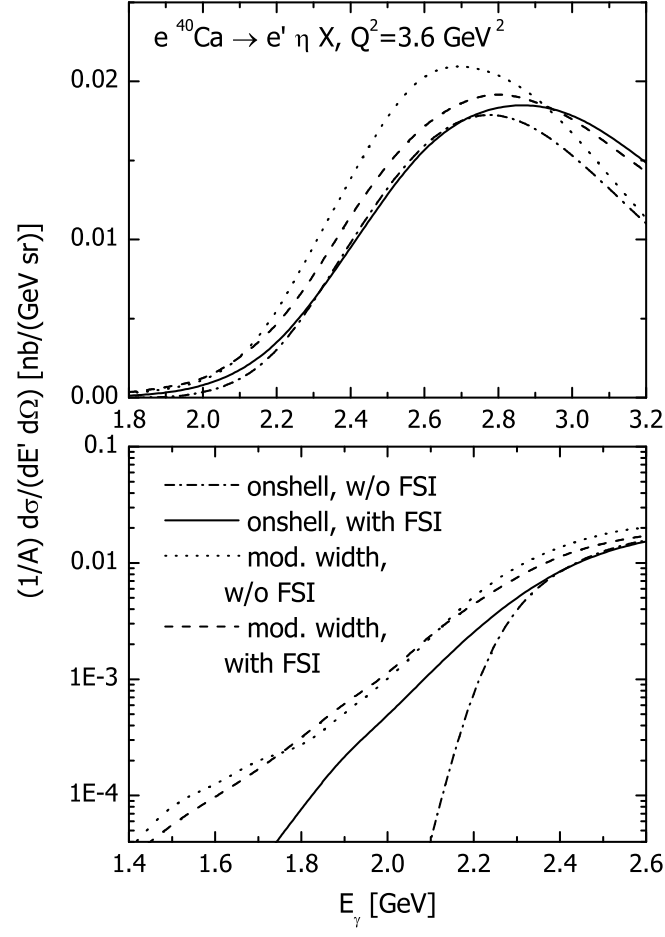 e ⁴⁰Ca → e' η X, Q²=3.6 GeV²
0.02
0.01
0.00
1.8 2.0 2.2 2.4 2.6 2.8 3.0 3.2
(1/A) dσ/(dE' dΩ) [nb/(GeV sr)]
0.1
0.01
1E-3
1E-4
onshell, w/o FSI
onshell, with FSI
mod. width,
w/o FSI
mod. width,
with FSI
1.4 1.6 1.8 2.0 2.2 2.4 2.6
E_γ [GeV]